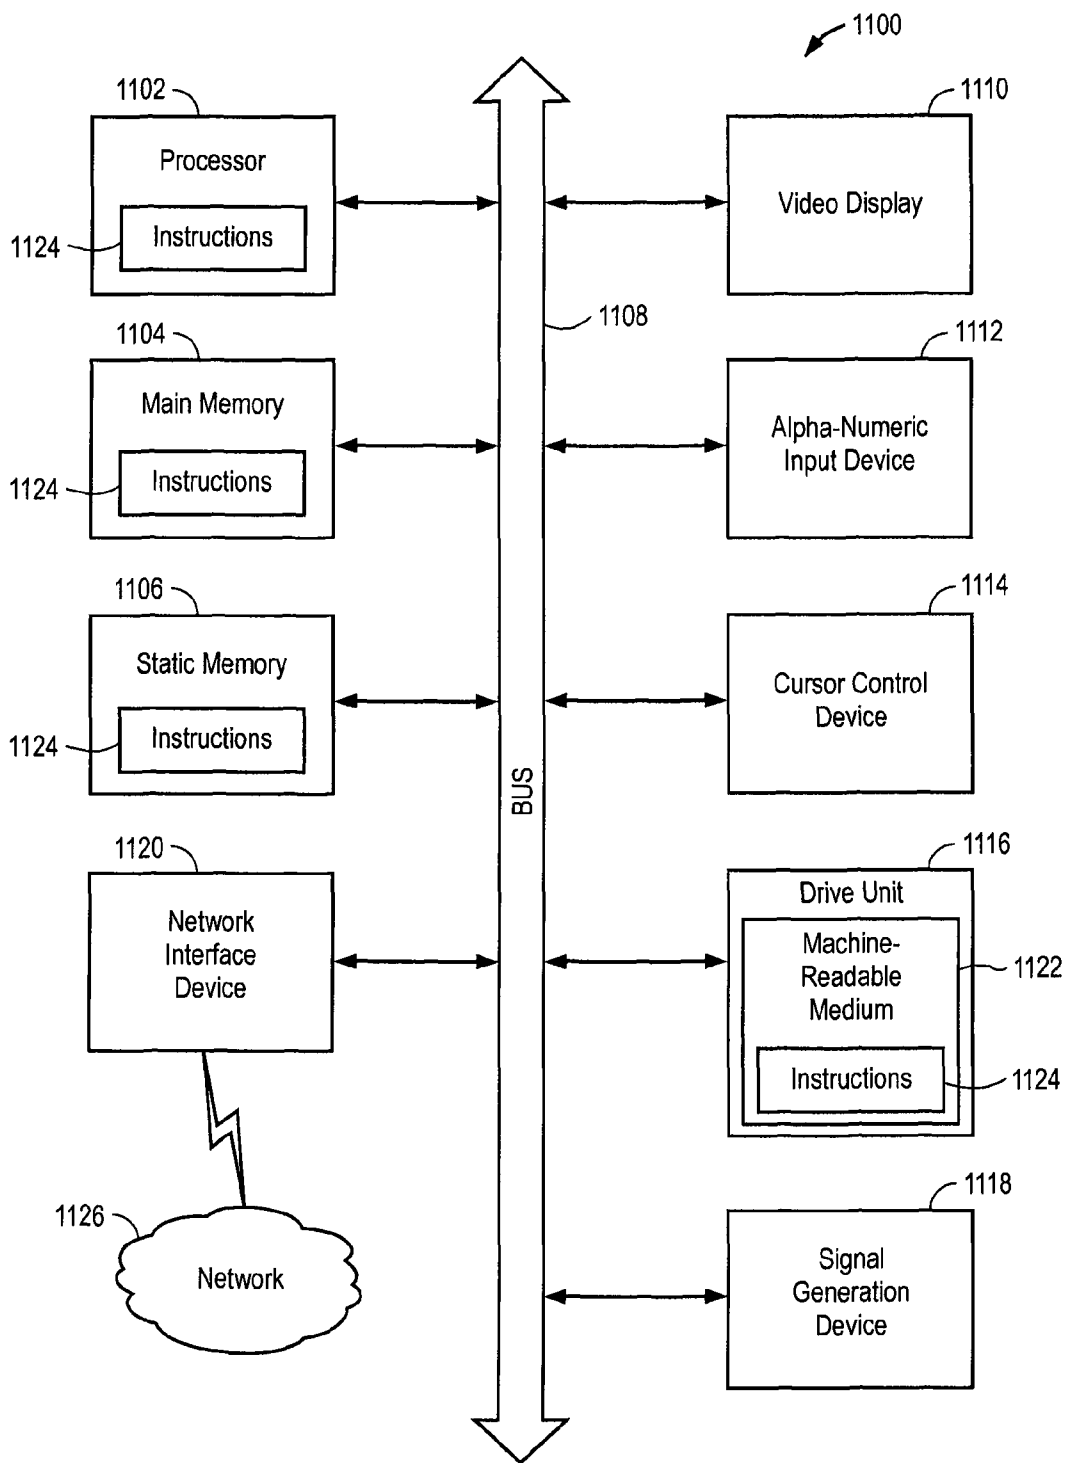 1100
1102
Processor
Instructions
1124
1110
Video Display
1108
1104
Main Memory
Instructions
1124
1112
Alpha-Numeric
Input Device
1106
Static Memory
Instructions
1124
1114
Cursor Control
Device
BUS
1120
Network
Interface
Device
1116
Drive Unit
Machine-
Readable
Medium
1122
Instructions
1124
1126
Network
1118
Signal
Generation
Device